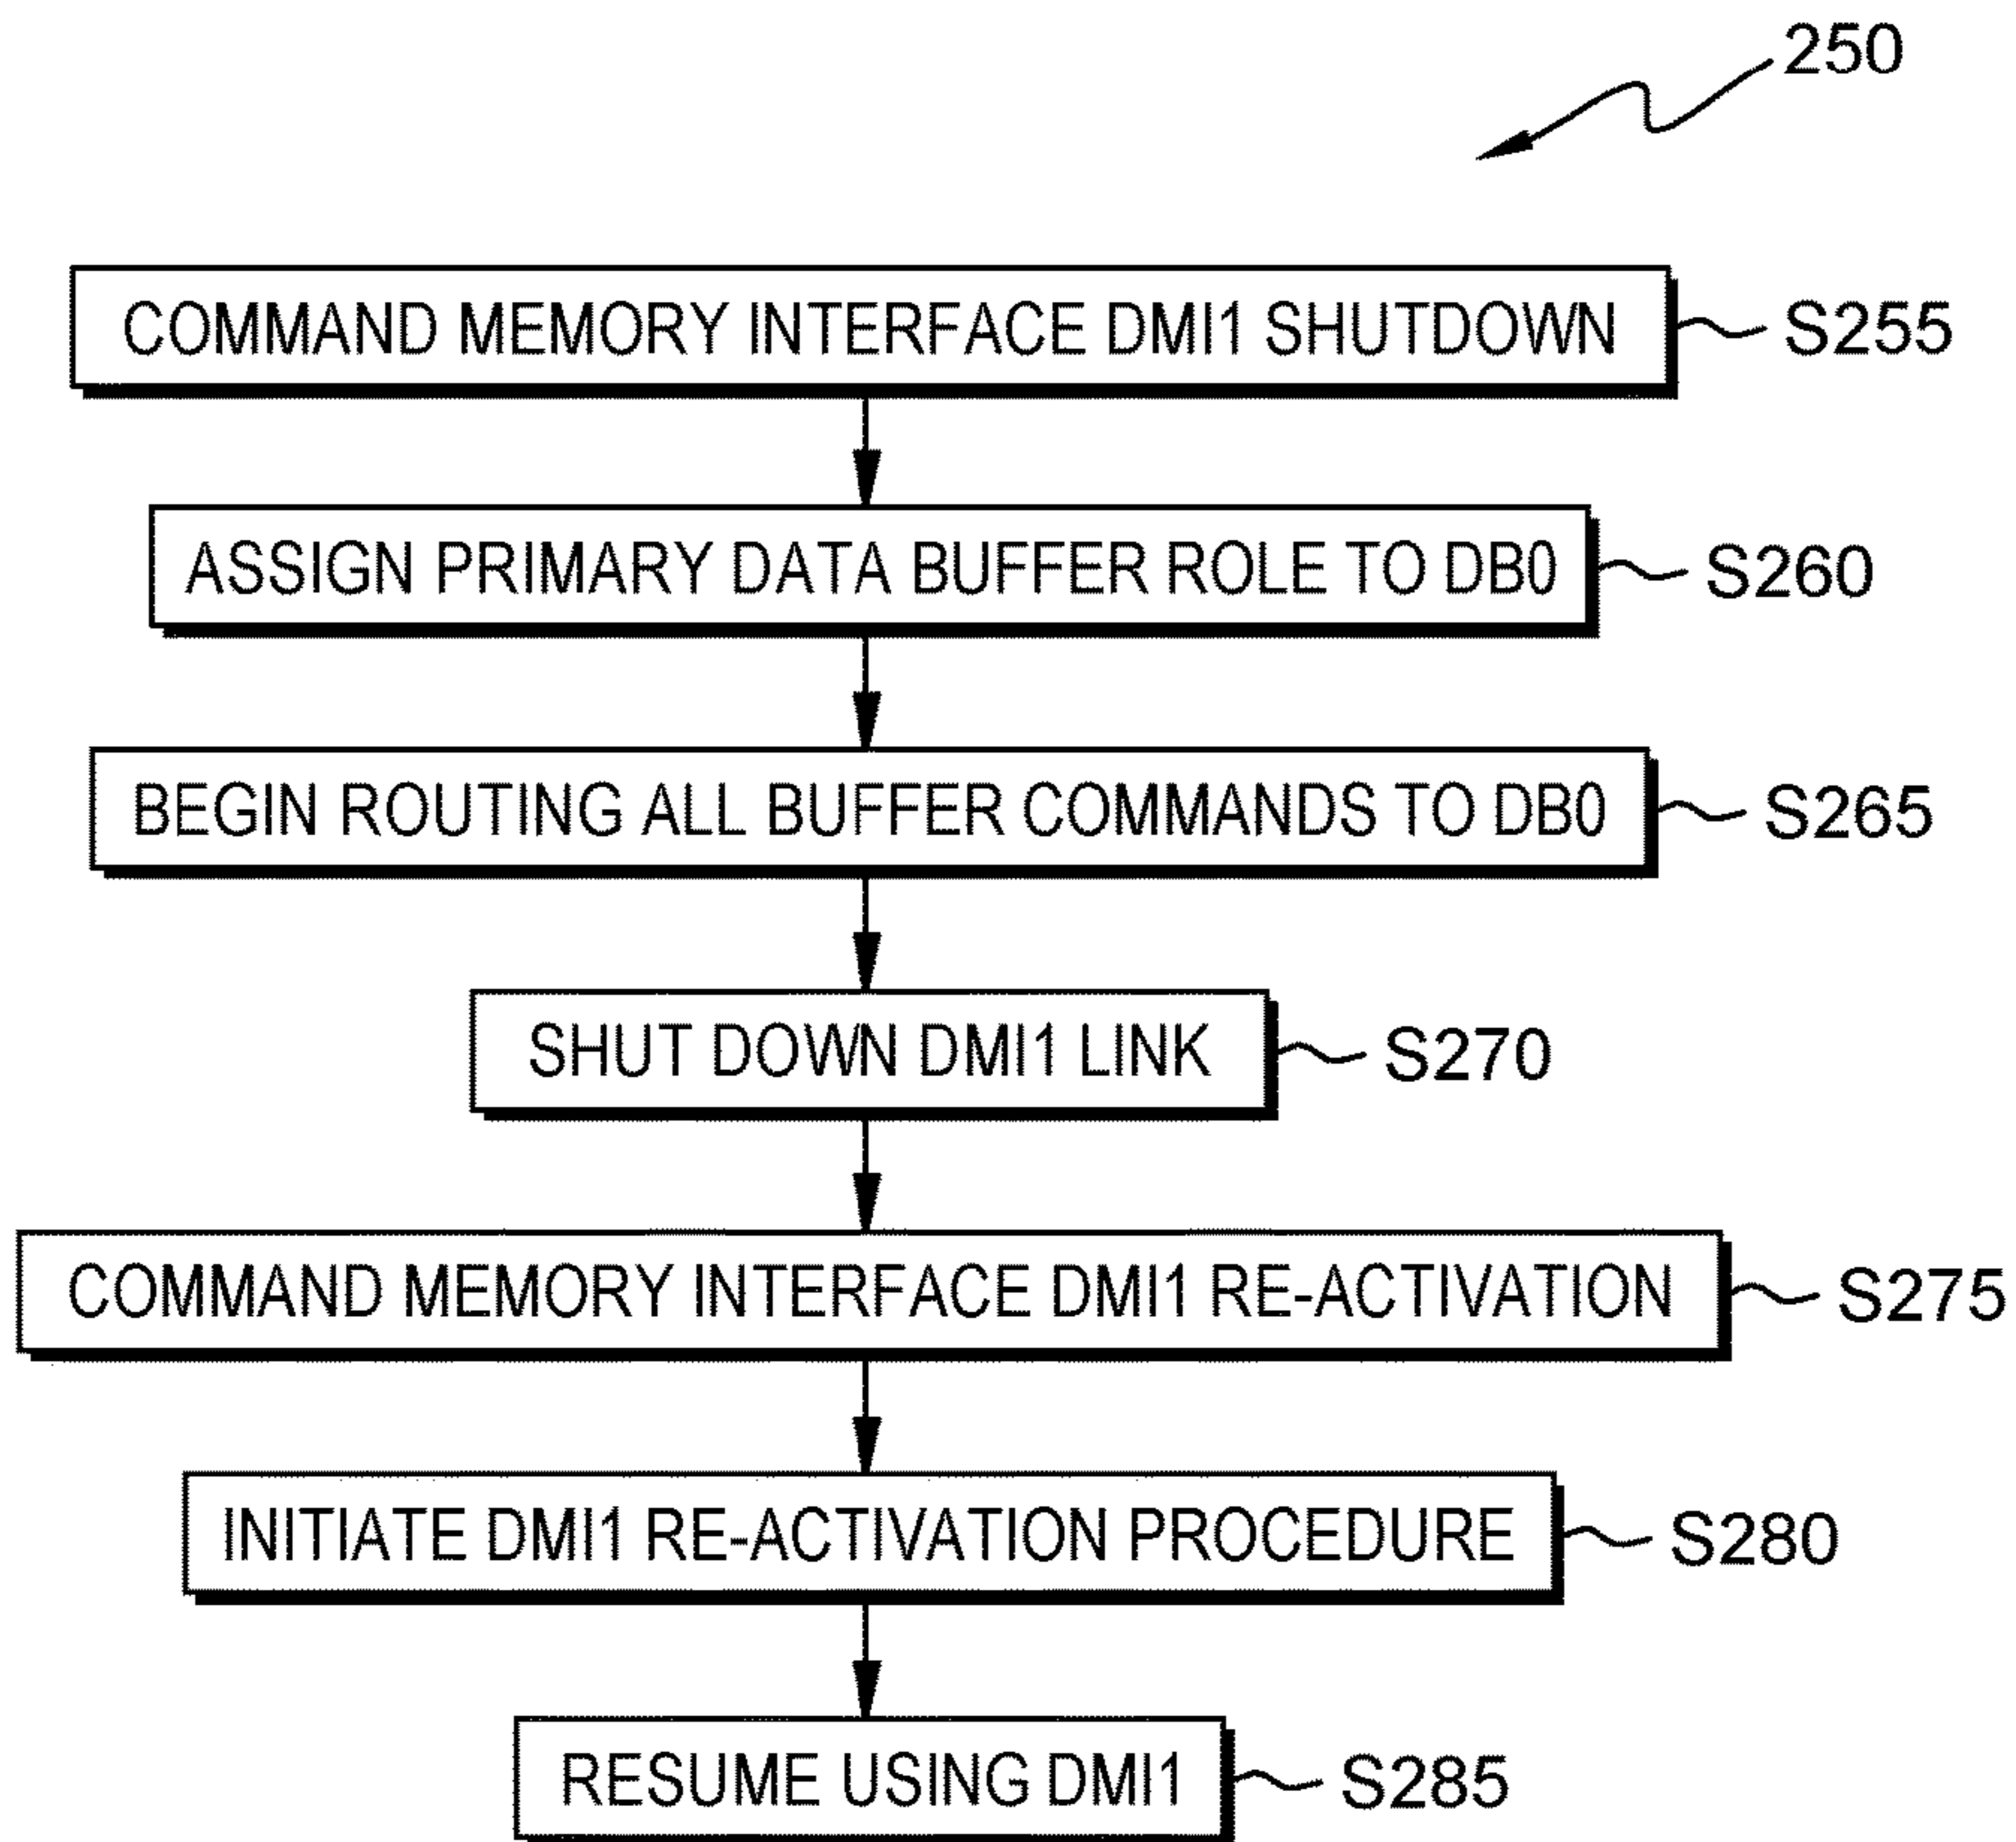 250
COMMAND MEMORY INTERFACE DMI1 SHUTDOWN
S255
ASSIGN PRIMARY DATA BUFFER ROLE TO DB0
S260
BEGIN ROUTING ALL BUFFER COMMANDS TO DB0
S265
SHUT DOWN DMI1 LINK
S270
COMMAND MEMORY INTERFACE DMI1 RE-ACTIVATION
S275
INITIATE DMI1 RE-ACTIVATION PROCEDURE
S280
RESUME USING DMI1
S285